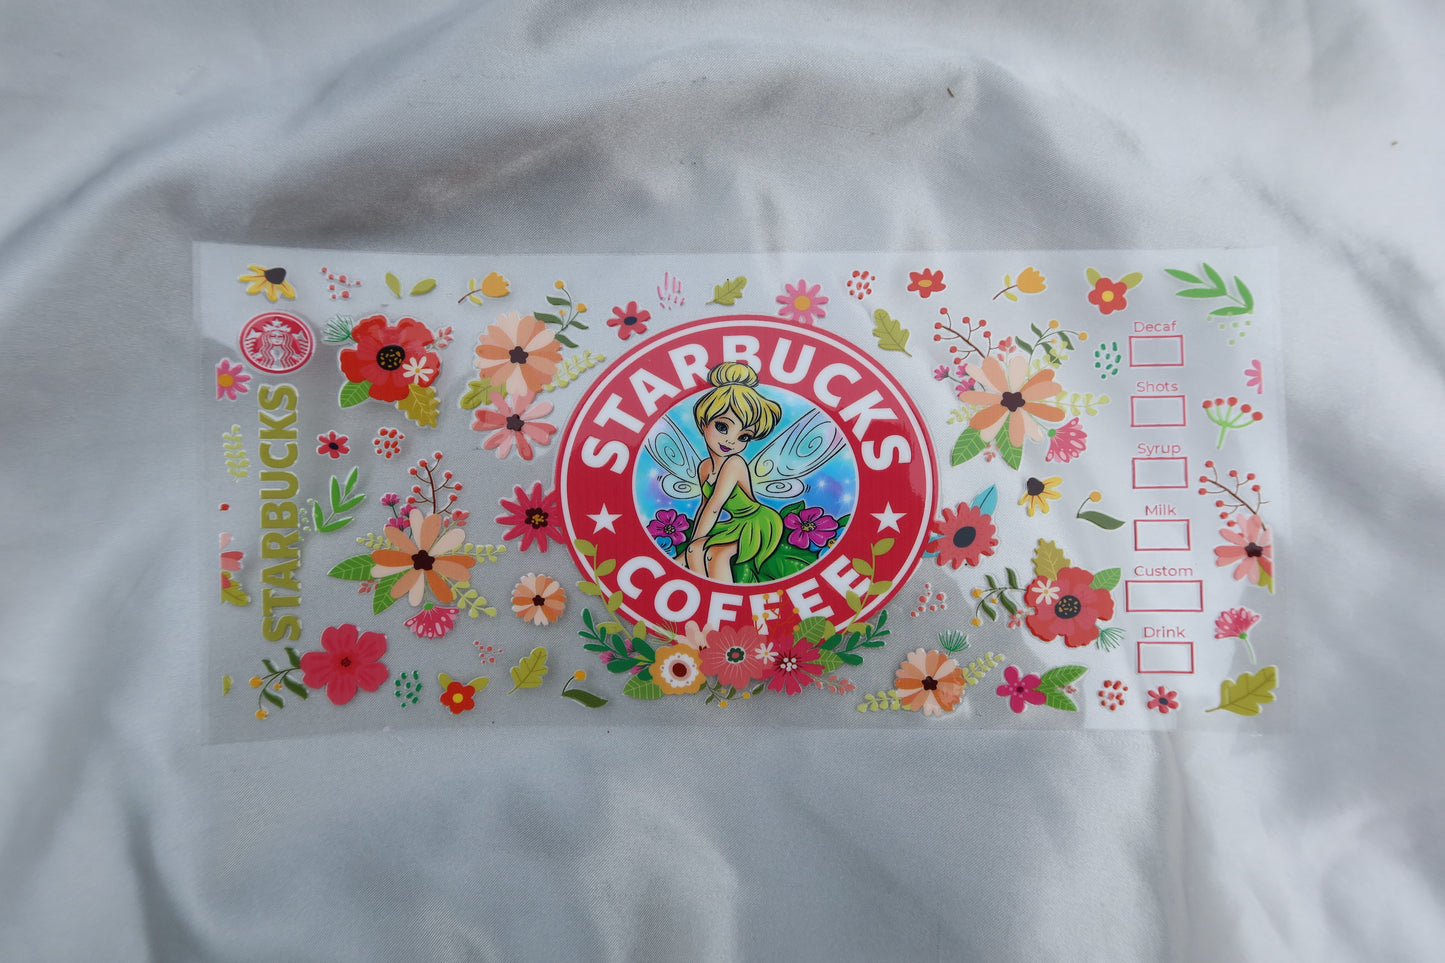 STARBUCKS
STARBUCKS
COFFEE
Decaf
Shots
Syrup
Milk
Custom
Drink